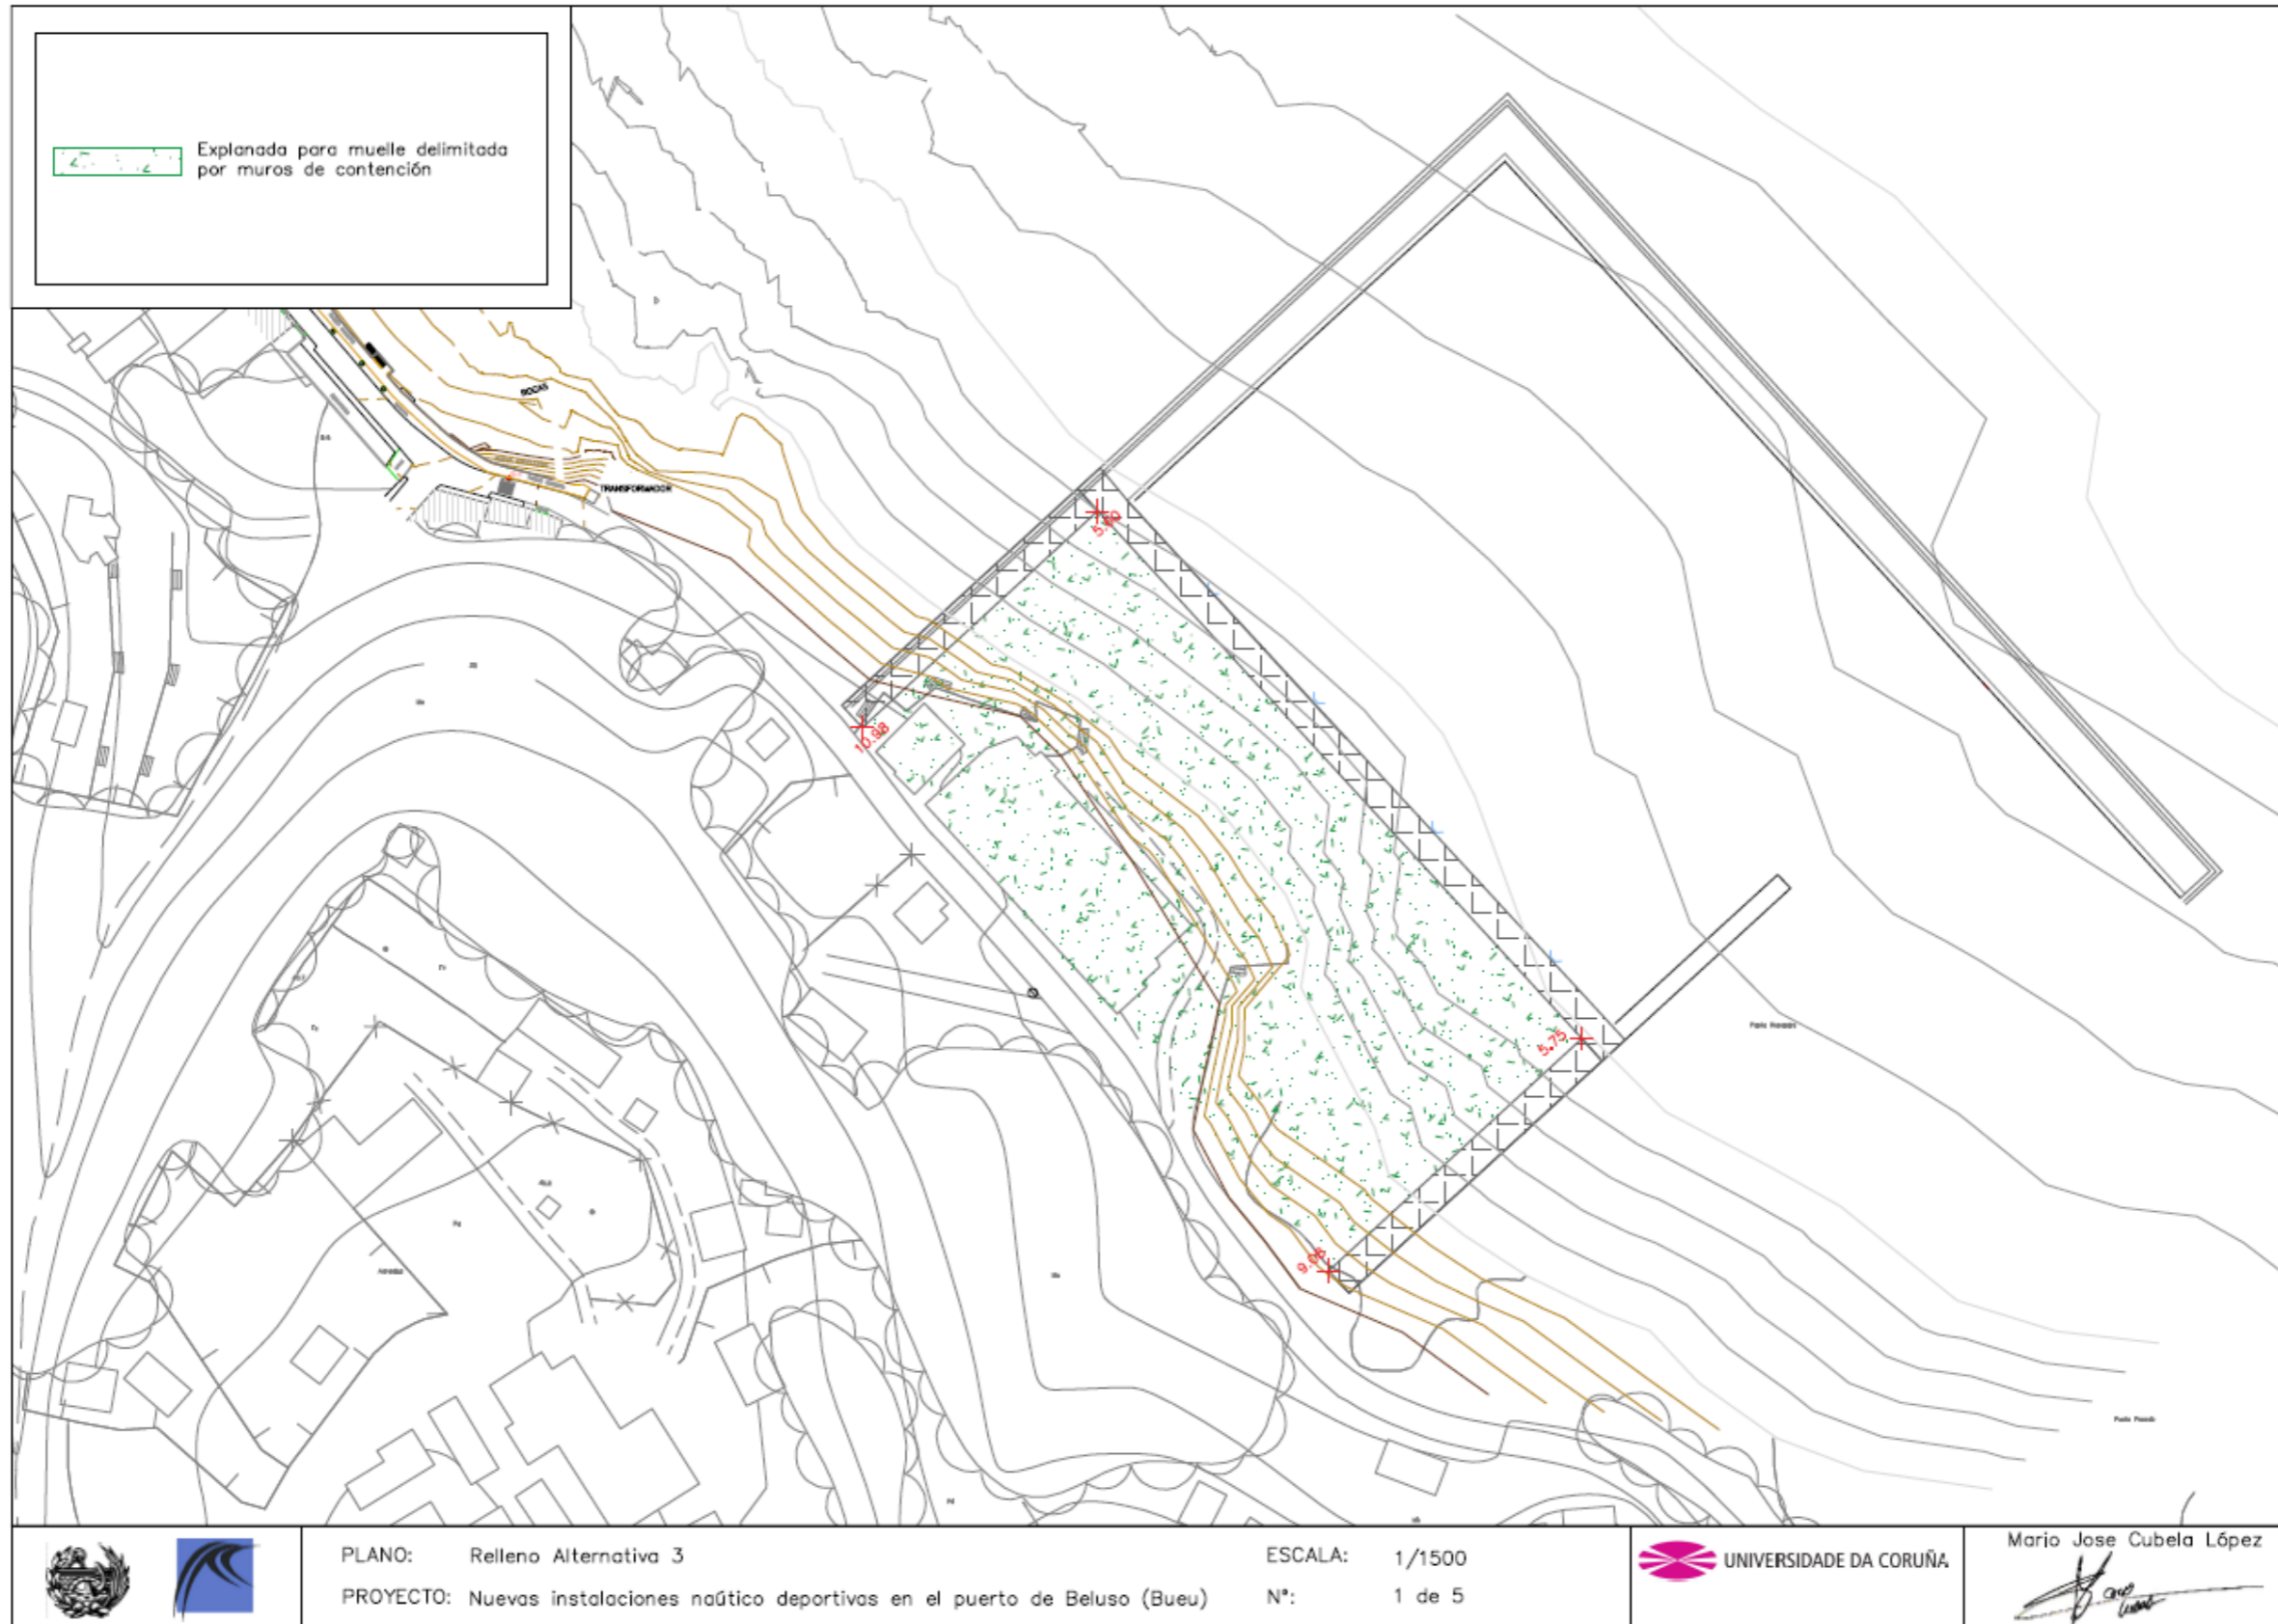 Explanada para muelle delimitada
por muros de contención
ROCAS
TRANSFORMADOR
5.60
10.98
5.75
9.08
PLANO: Relleno Alternativa 3
PROYECTO: Nuevas instalaciones naútico deportivas en el puerto de Beluso (Bueu)
ESCALA: 1/1500
Nº: 1 de 5
UNIVERSIDADE DA CORUÑA
Mario Jose Cubela López